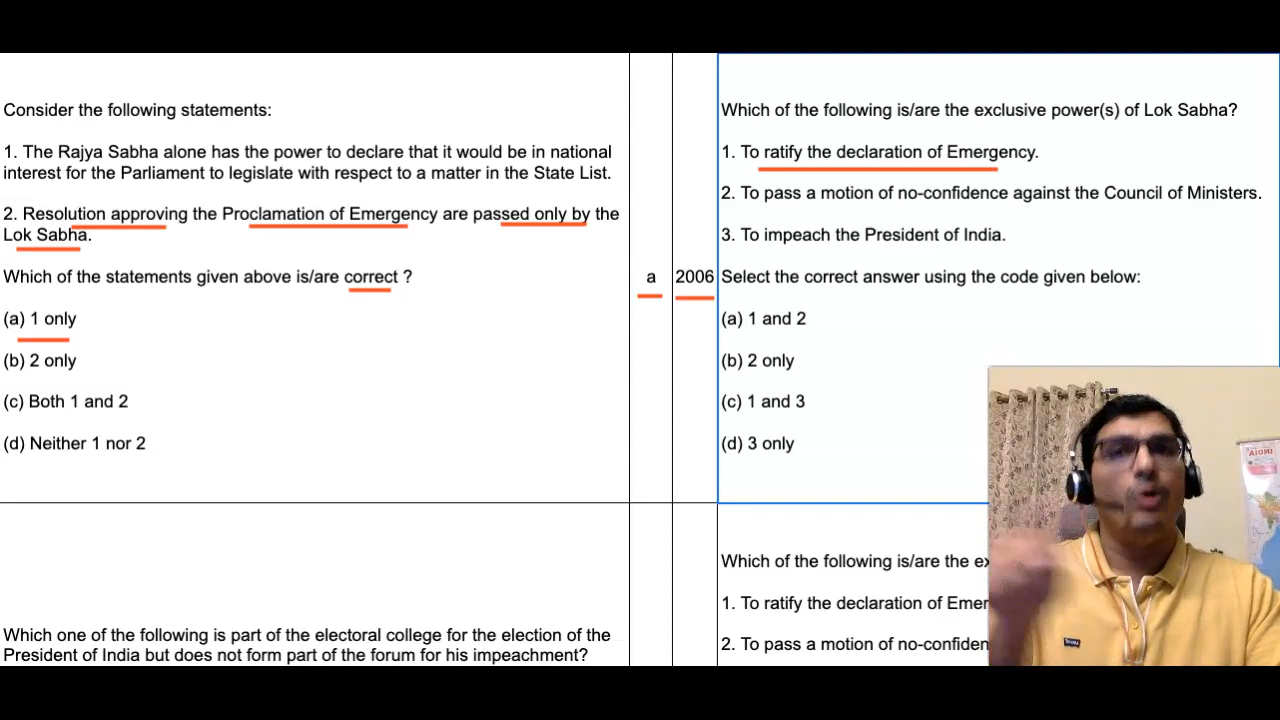 Consider the following statements:
1. The Rajya Sabha alone has the power to declare that it would be in national
interest for the Parliament to legislate with respect to a matter in the State List.
2. Resolution approving the Proclamation of Emergency are passed only by the
Lok Sabha.
Which of the statements given above is/are correct ?
(a) 1 only
(b) 2 only
(c) Both 1 and 2
(d) Neither 1 nor 2
a
2006
Which of the following is/are the exclusive power(s) of Lok Sabha?
1. To ratify the declaration of Emergency.
2. To pass a motion of no-confidence against the Council of Ministers.
3. To impeach the President of India.
Select the correct answer using the code given below:
(a) 1 and 2
(b) 2 only
(c) 1 and 3
(d) 3 only
Which one of the following is part of the electoral college for the election of the
President of India but does not form part of the forum for his impeachment?
Which of the following is/are the ex
1. To ratify the declaration of Emer
2. To pass a motion of no-confiden
INDIA